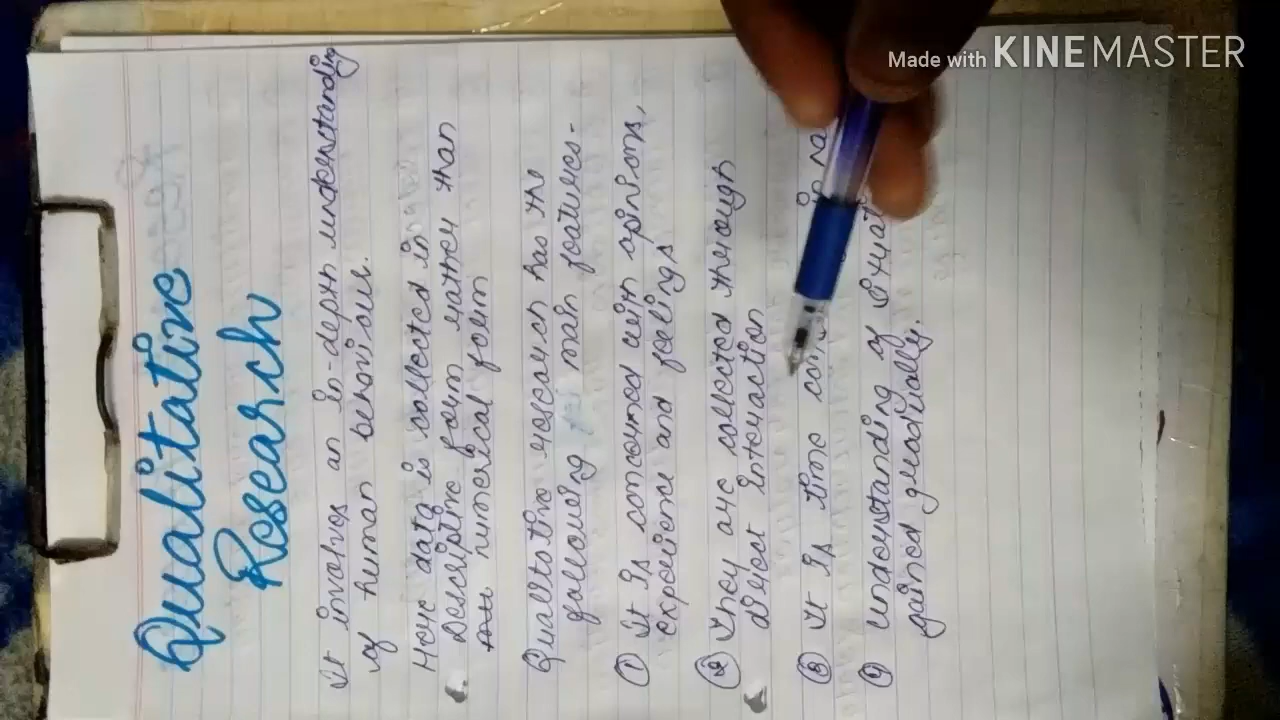 Qualitative
Research
It involves an in-depth understanding
of human behaviour.
Here data is collected in
Descriptive form rather than
numerical form
Qualitative research has the
following main features-
① It is concerned with opinions,
experience and feelings
② They are collected through
direct interaction
③ It is time
④ Understanding of
gained gradually.
Made with KINEMASTER